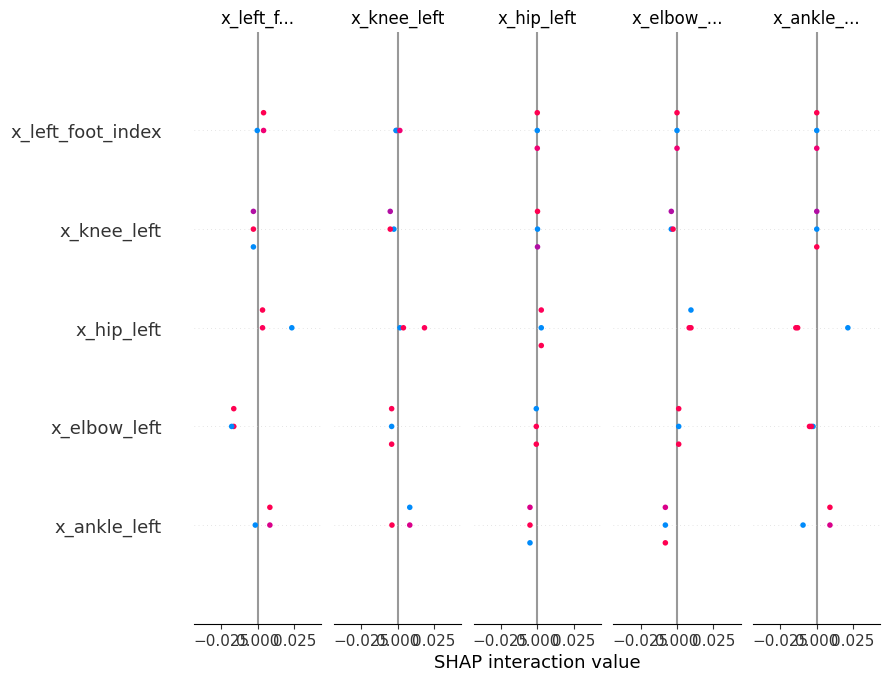 x_left_f... x_knee_left x_hip_left x_elbow_... x_ankle_...
x_left_foot_index
x_knee_left
x_hip_left
x_elbow_left
x_ankle_left
−0.025 0.000 0.025 −0.025 0.000 0.025 −0.025 0.000 0.025 −0.025 0.000 0.025 −0.025 0.000 0.025
SHAP interaction value